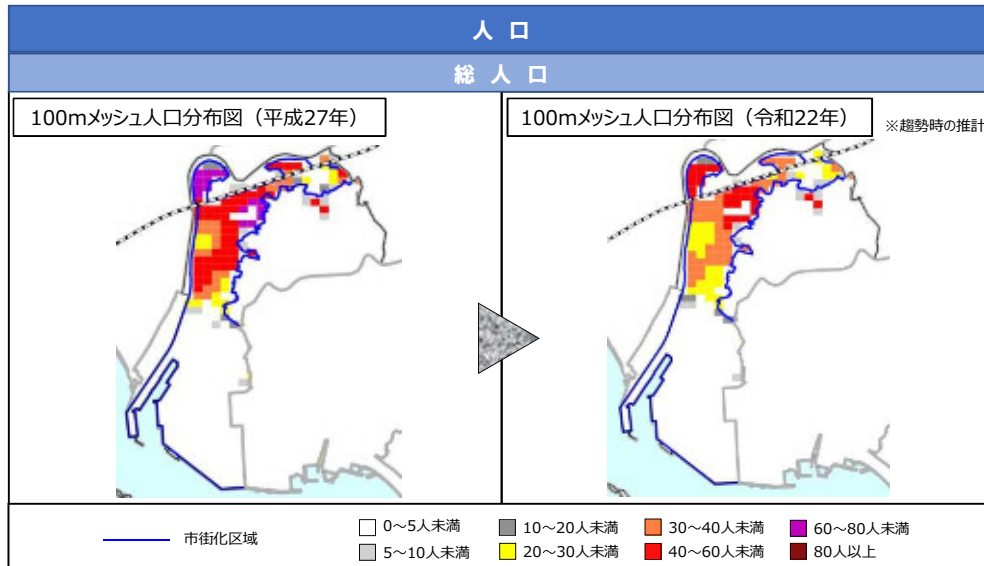 人 口
総 人 口
100mメッシュ人口分布図（平成27年）
100mメッシュ人口分布図（令和22年）
※趨勢時の推計
市街化区域
0～5人未満
10～20人未満
30～40人未満
60～80人未満
5～10人未満
20～30人未満
40～60人未満
80人以上